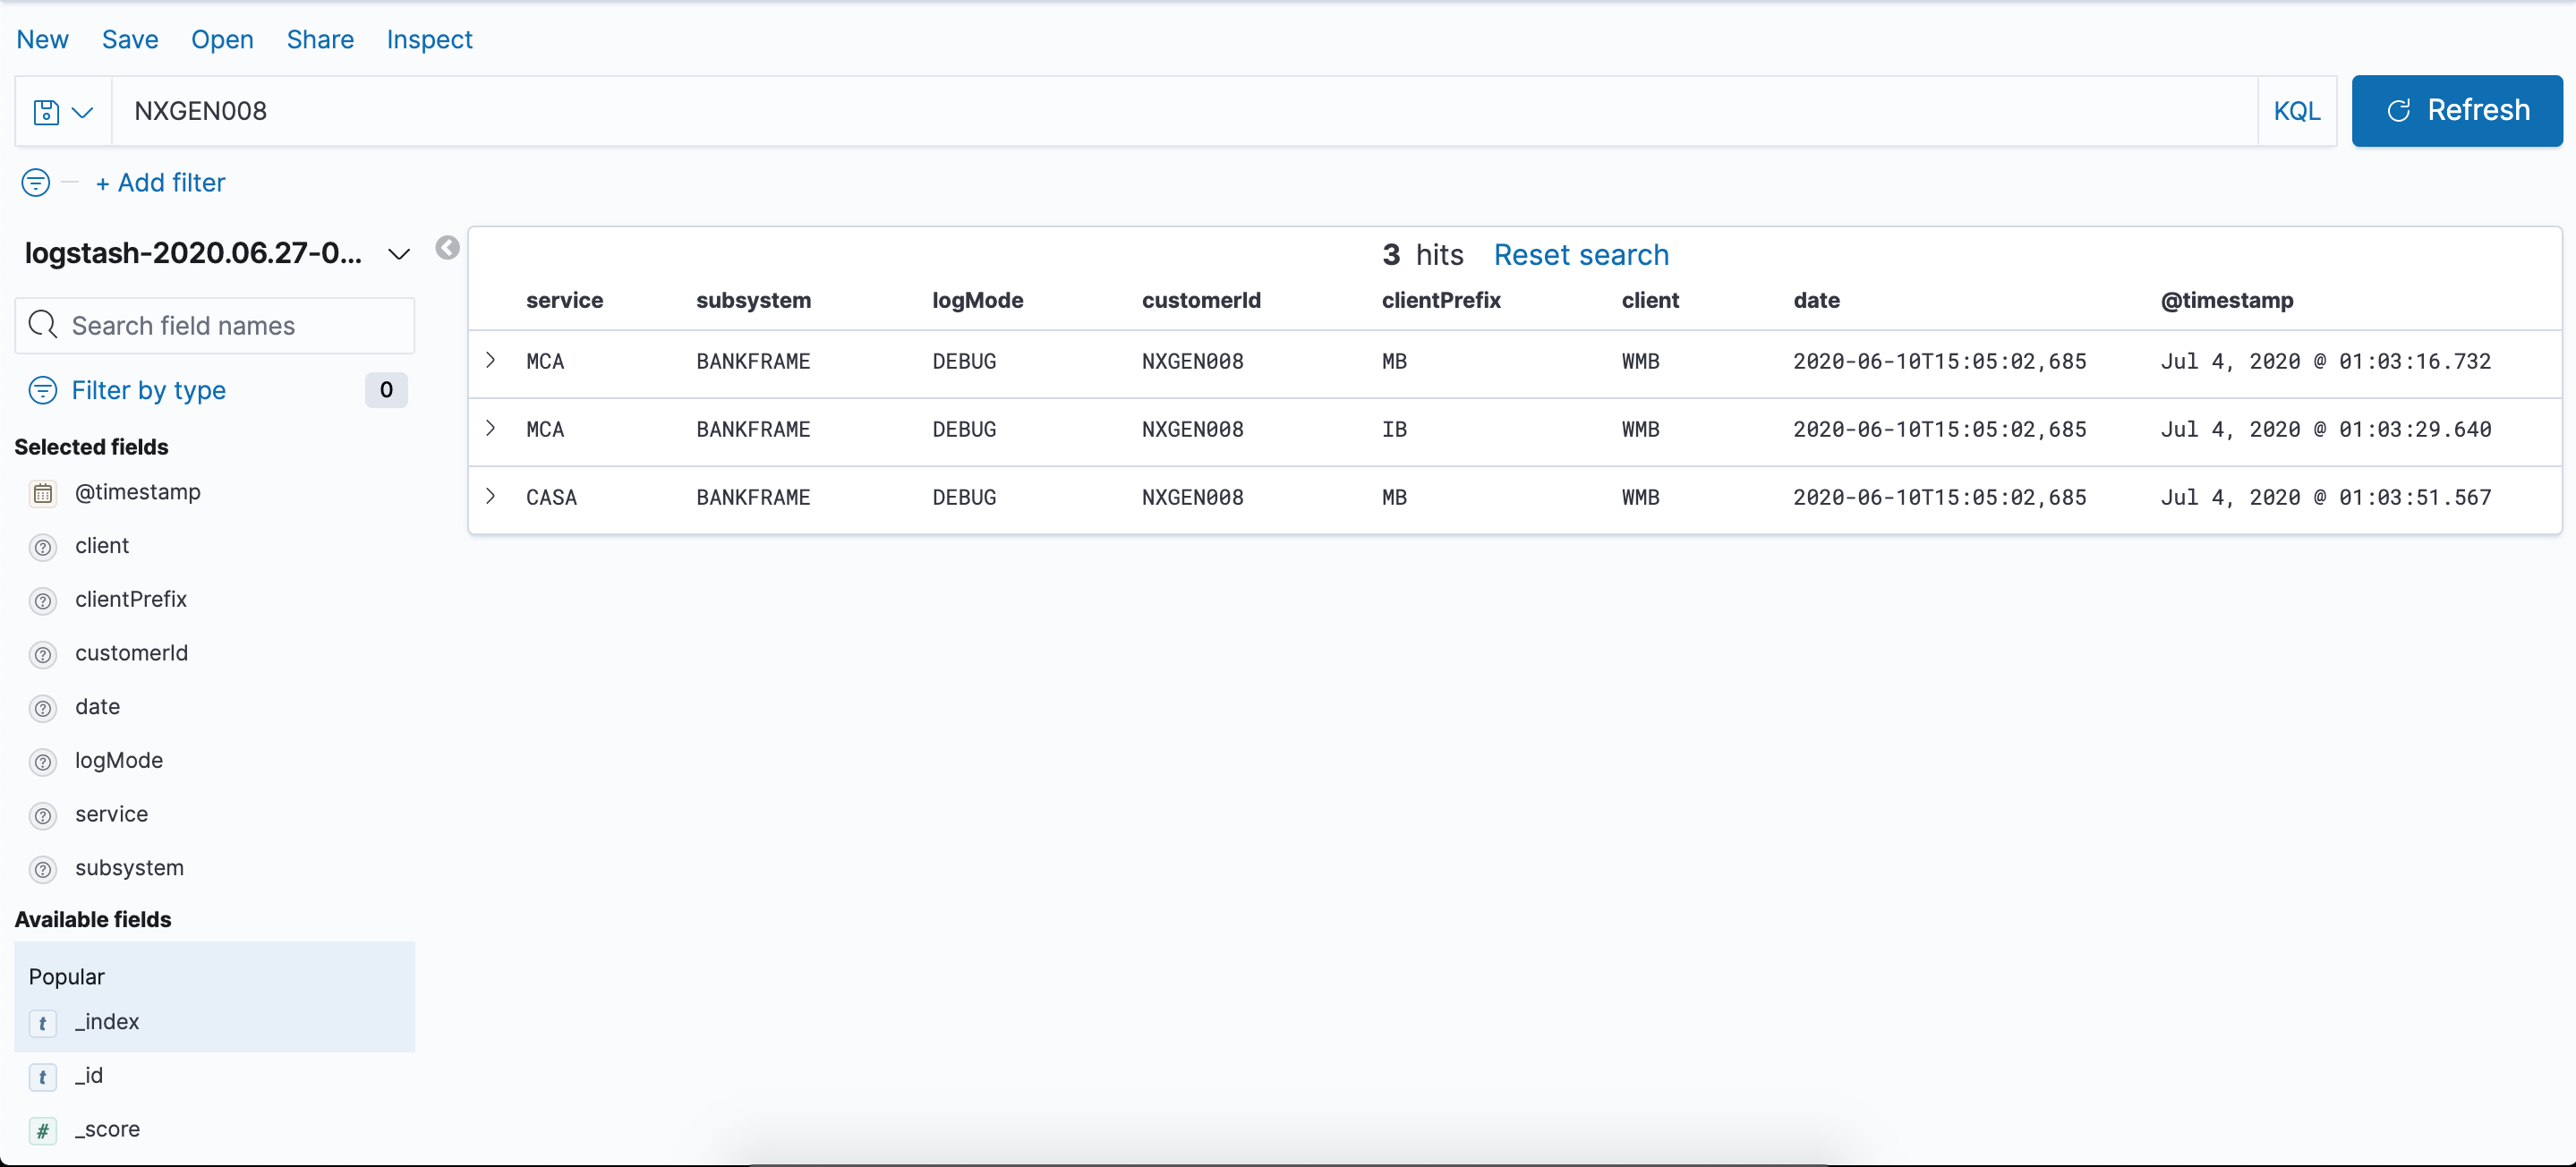 New Save Open Share Inspect
NXGEN008 KQL Refresh
+ Add filter
logstash-2020.06.27-0...
Search field names
Filter by type 0
Selected fields
@timestamp
client
clientPrefix
customerId
date
logMode
service
subsystem
Available fields
Popular
_index
_id
_score
3 hits Reset search
service subsystem logMode customerId clientPrefix client date @timestamp
MCA BANKFRAME DEBUG NXGEN008 MB WMB 2020-06-10T15:05:02,685 Jul 4, 2020 @ 01:03:16.732
MCA BANKFRAME DEBUG NXGEN008 IB WMB 2020-06-10T15:05:02,685 Jul 4, 2020 @ 01:03:29.640
CASA BANKFRAME DEBUG NXGEN008 MB WMB 2020-06-10T15:05:02,685 Jul 4, 2020 @ 01:03:51.567